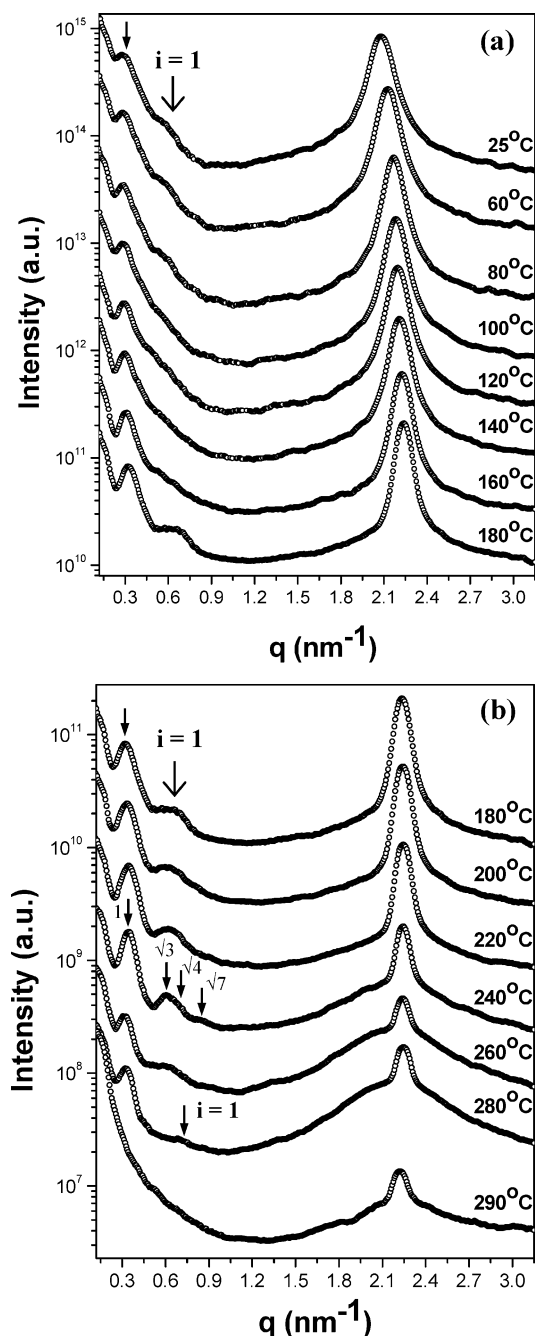 (a)
i = 1
10^15
10^14
10^13
10^12
10^11
10^10
Intensity (a.u.)
25°C
60°C
80°C
100°C
120°C
140°C
160°C
180°C
0.3 0.6 0.9 1.2 1.5 1.8 2.1 2.4 2.7 3.0
q (nm^-1)
(b)
i = 1
10^11
10^10
10^9
10^8
10^7
Intensity (a.u.)
180°C
200°C
220°C
1
√3
√4
√7
240°C
260°C
280°C
i = 1
290°C
0.3 0.6 0.9 1.2 1.5 1.8 2.1 2.4 2.7 3.0
q (nm^-1)